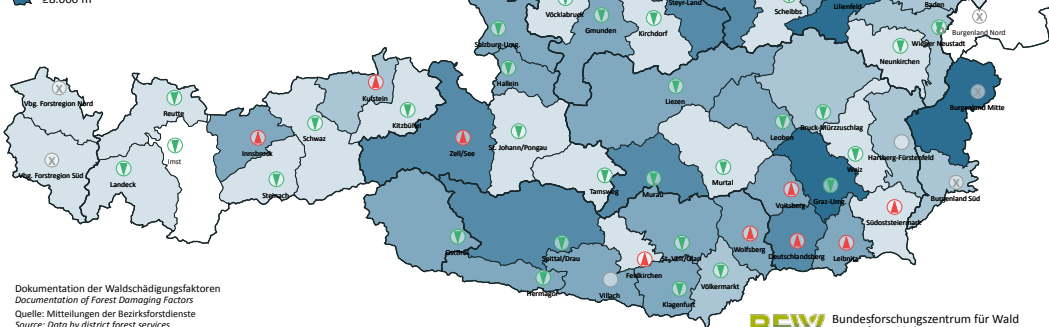 ≥8.000 m³
Steyr-Land
Lilienfeld
Baden
Vöcklabruck
Scheibbs
Gmunden
Kirchdorf
Burgenland Nord
Salzburg-Umg.
Wiener Neustadt
Neunkirchen
Hallein
Liezen
Vbg. Forstregion Nord
Kufstein
Burgenland Mitte
Reutte
Kitzbühel
Bruck-Mürzzuschlag
Schwaz
Leoben
Innsbruck
Zell/See
St. Johann/Pongau
Imst
Hartberg-Fürstenfeld
Vbg. Forstregion Süd
Weiz
Landeck
Murtal
Steinach
Tamsweg
Murau
Graz-Umg.
Burgenland Süd
Voitsberg
Südoststeiermark
Osttirol
Spittal/Drau
Wolfsberg
Deutschlandsberg
Leibnitz
St. Veit/Glan
Feldkirchen
Hermagor
Villach
Völkermarkt
Klagenfurt
Dokumentation der Waldschädigungsfaktoren
Documentation of Forest Damaging Factors
Quelle: Mitteilungen der Bezirksforstdienste
Source: Data by district forest services
BFW
Bundesforschungszentrum für Wald